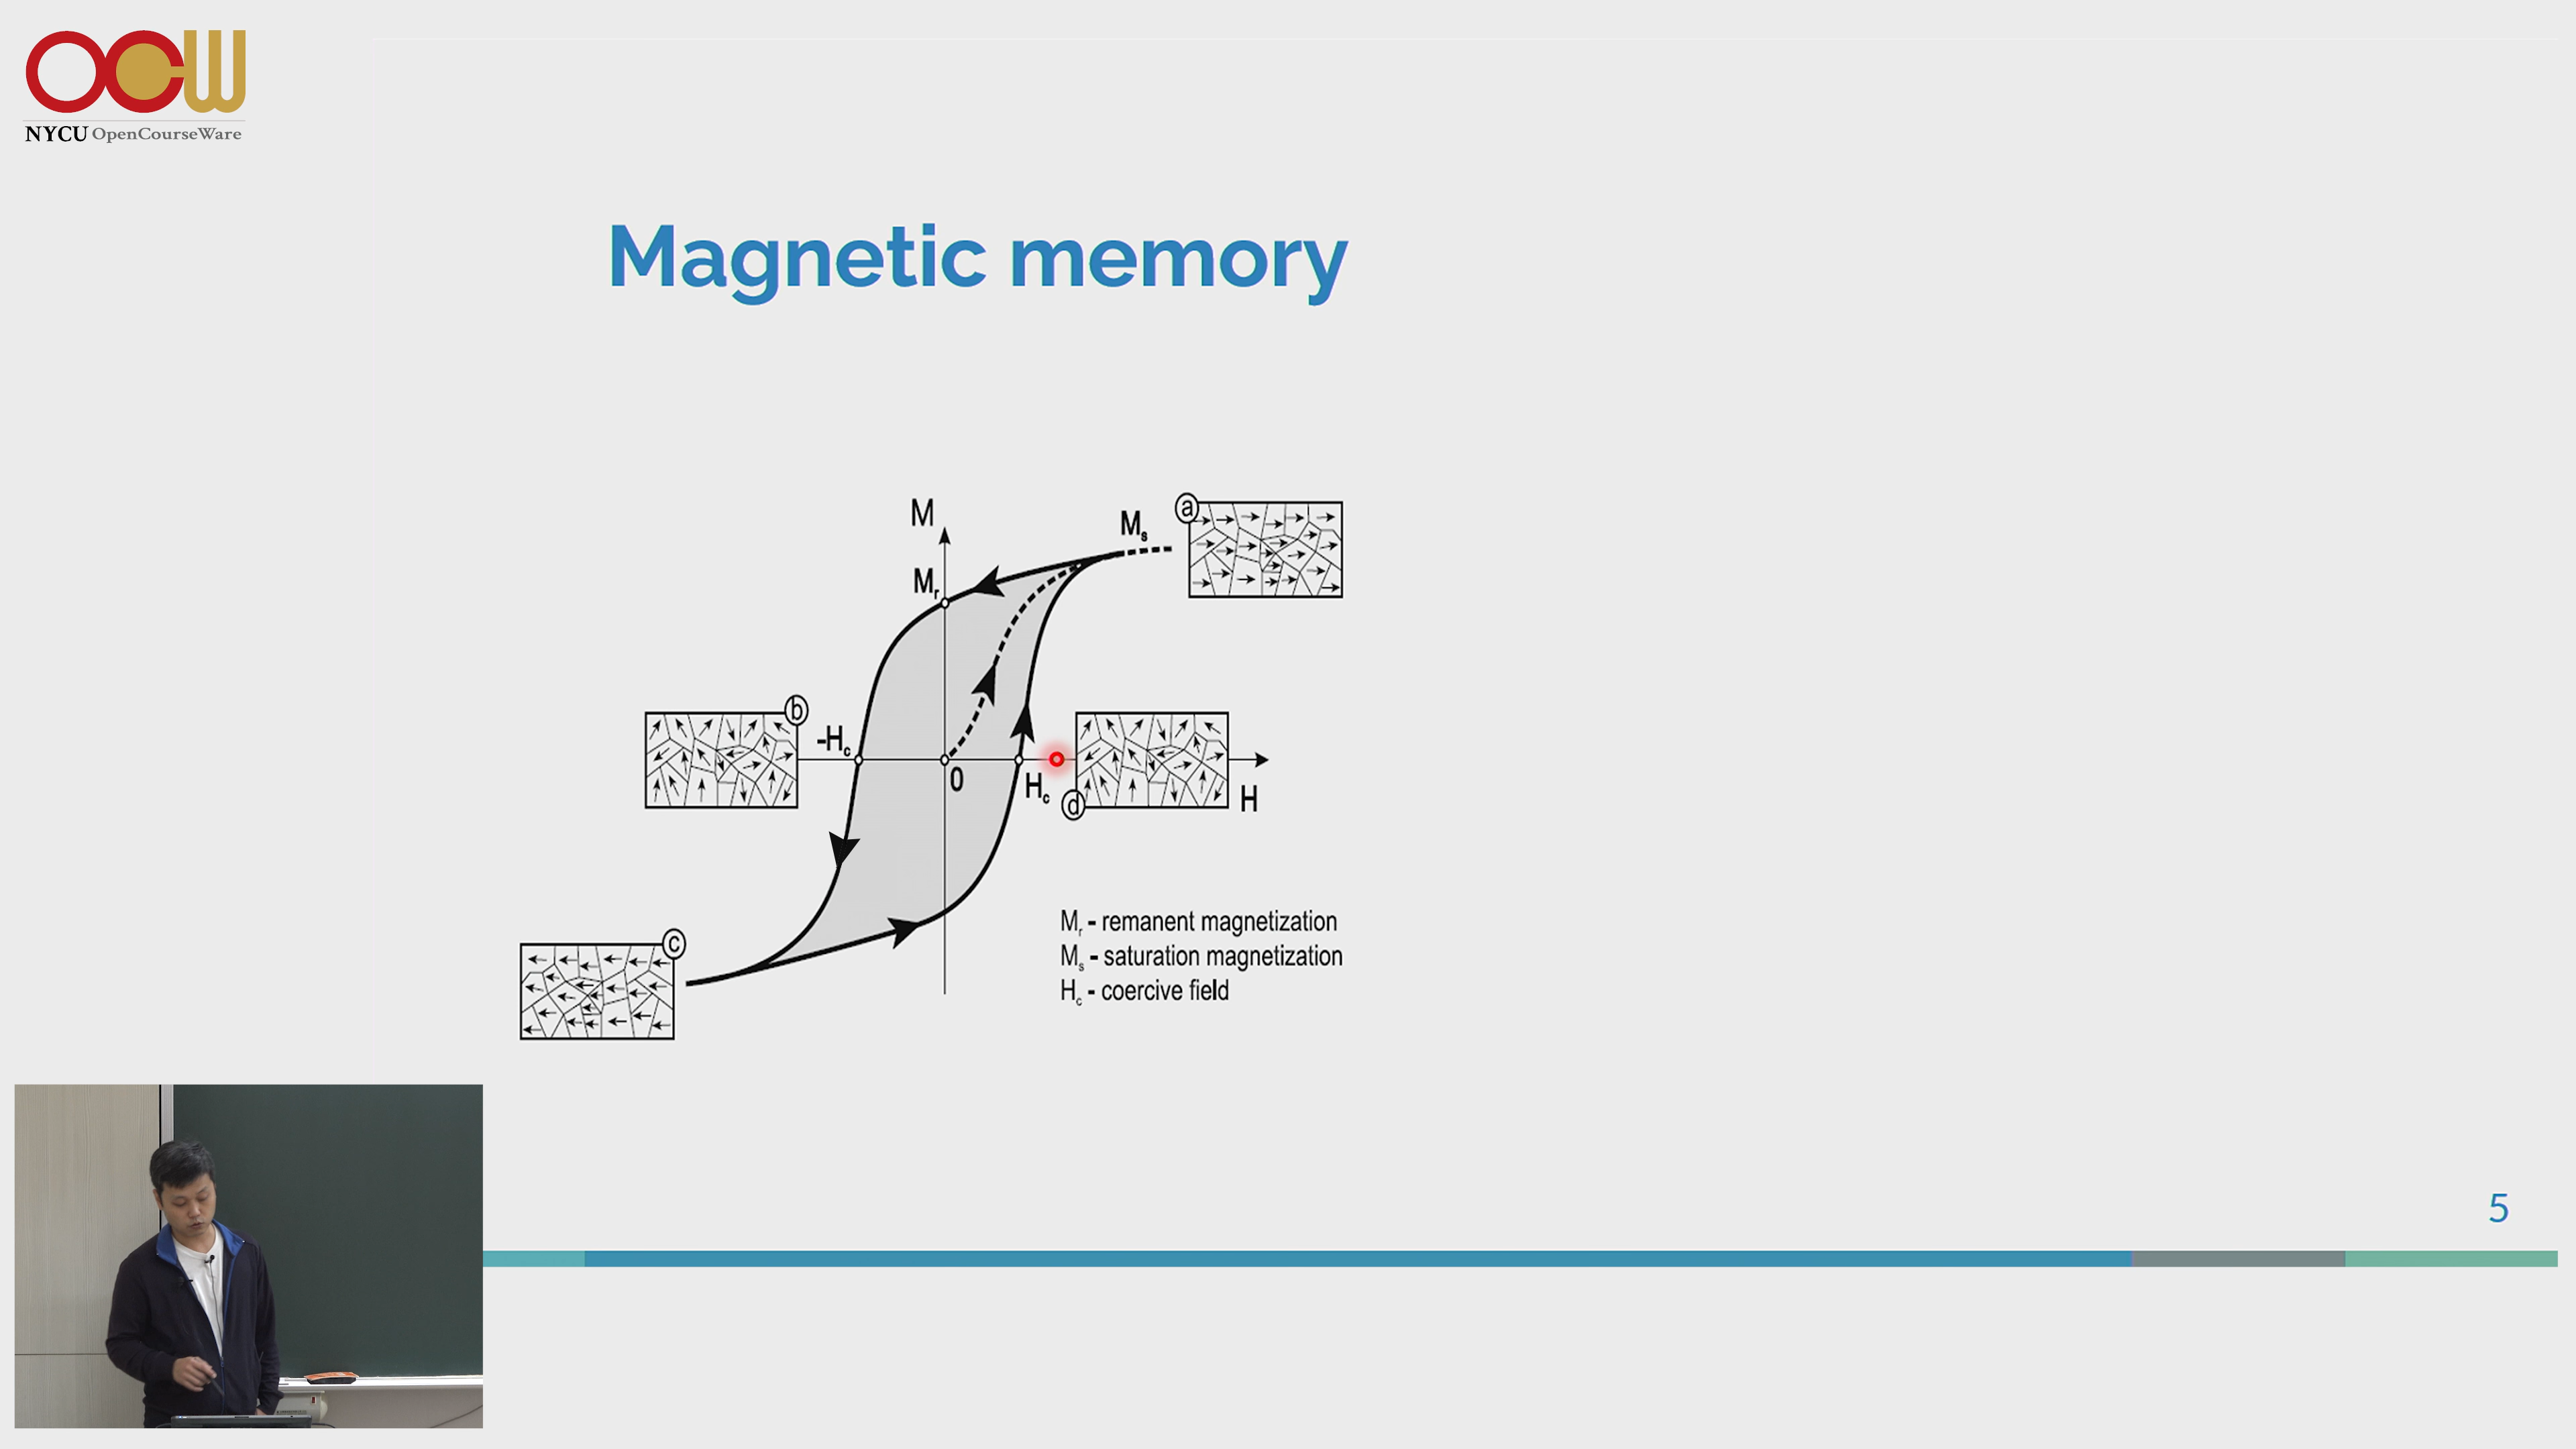 OCW
NYCU OpenCourseWare
Magnetic memory
M
Ms
a
Mr
b
-Hc
0
Hc
d
H
c
Mr - remanent magnetization
Ms - saturation magnetization
Hc - coercive field
5